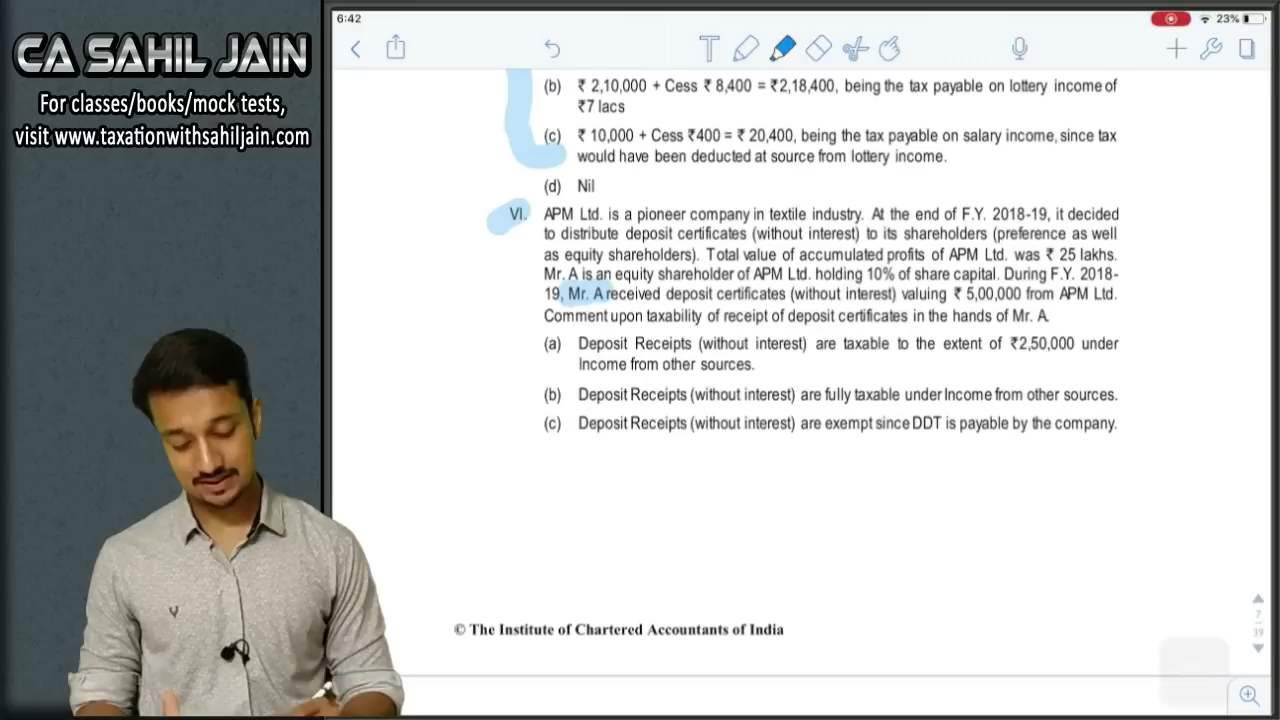 CA SAHIL JAIN
For classes/books/mock tests,
visit www.taxationwithsahiljain.com
6:42
23%
T
(b) ₹ 2,10,000 + Cess ₹ 8,400 = ₹2,18,400, being the tax payable on lottery income of
₹7 lacs
(c) ₹ 10,000 + Cess ₹400 = ₹ 20,400, being the tax payable on salary income, since tax
would have been deducted at source from lottery income.
(d) Nil
VI. APM Ltd. is a pioneer company in textile industry. At the end of F.Y. 2018-19, it decided
to distribute deposit certificates (without interest) to its shareholders (preference as well
as equity shareholders). Total value of accumulated profits of APM Ltd. was ₹ 25 lakhs.
Mr. A is an equity shareholder of APM Ltd. holding 10% of share capital. During F.Y. 2018-
19, Mr. A received deposit certificates (without interest) valuing ₹ 5,00,000 from APM Ltd.
Comment upon taxability of receipt of deposit certificates in the hands of Mr. A.
(a) Deposit Receipts (without interest) are taxable to the extent of ₹2,50,000 under
Income from other sources.
(b) Deposit Receipts (without interest) are fully taxable under Income from other sources.
(c) Deposit Receipts (without interest) are exempt since DDT is payable by the company.
7
39
© The Institute of Chartered Accountants of India